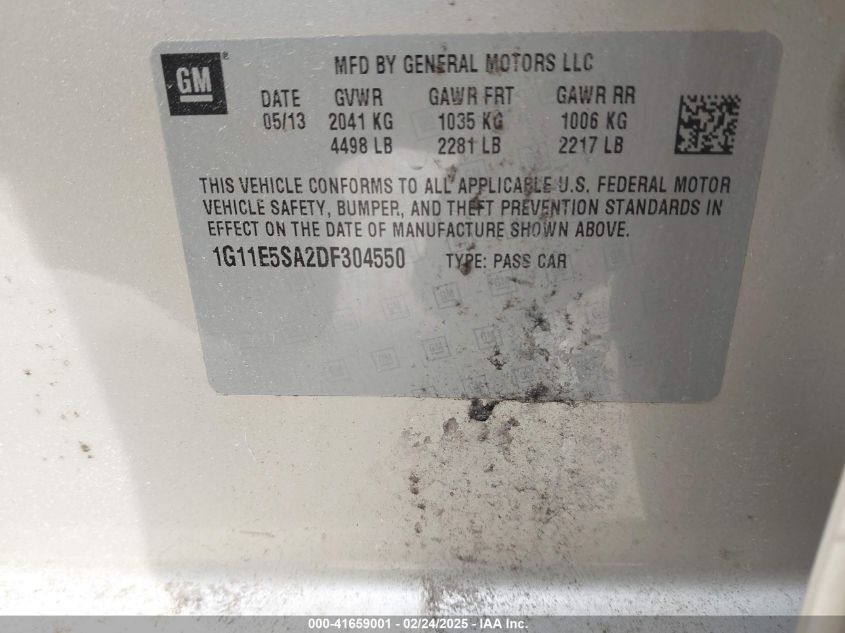 GM®
MFD BY GENERAL MOTORS LLC
DATE GVWR GAWR FRT GAWR RR
05/13 2041 KG 1035 KG 1006 KG
4498 LB 2281 LB 2217 LB
THIS VEHICLE CONFORMS TO ALL APPLICABLE U.S. FEDERAL MOTOR
VEHICLE SAFETY, BUMPER, AND THEFT PREVENTION STANDARDS IN
EFFECT ON THE DATE OF MANUFACTURE SHOWN ABOVE.
1G11E5SA2DF304550 TYPE: PASS CAR
000-41659001 - 02/24/2025 - IAA Inc.